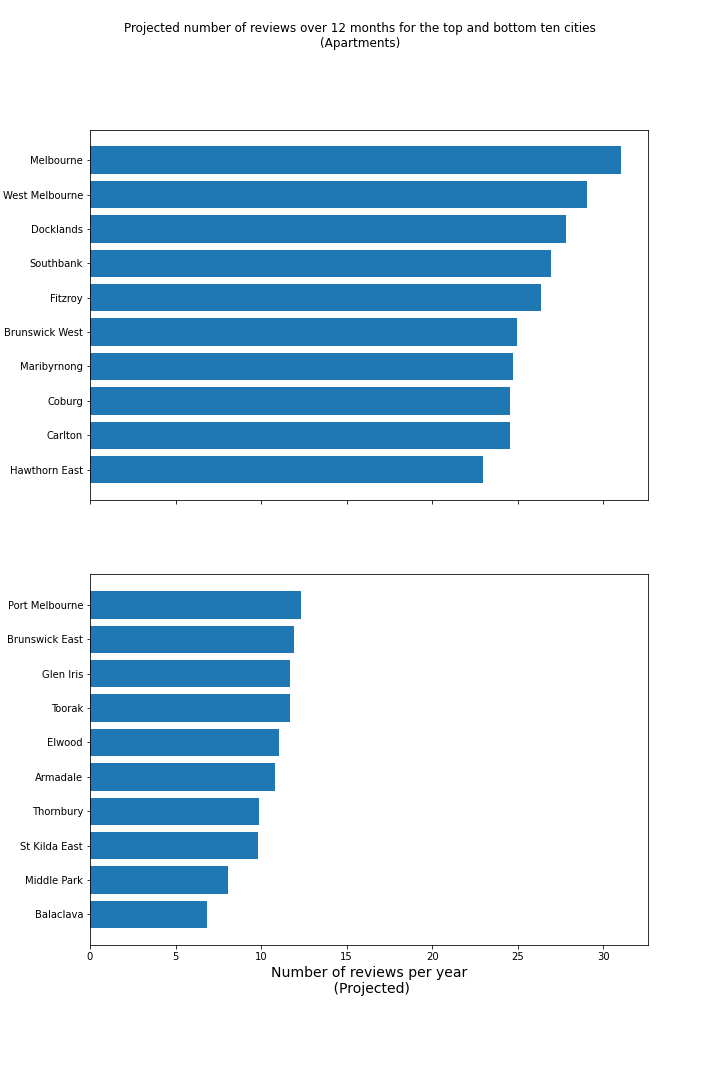 Projected number of reviews over 12 months for the top and bottom ten cities
(Apartments)
Melbourne
West Melbourne
Docklands
Southbank
Fitzroy
Brunswick West
Maribyrnong
Coburg
Carlton
Hawthorn East
Port Melbourne
Brunswick East
Glen Iris
Toorak
Elwood
Armadale
Thornbury
St Kilda East
Middle Park
Balaclava
0 5 10 15 20 25 30
Number of reviews per year
(Projected)